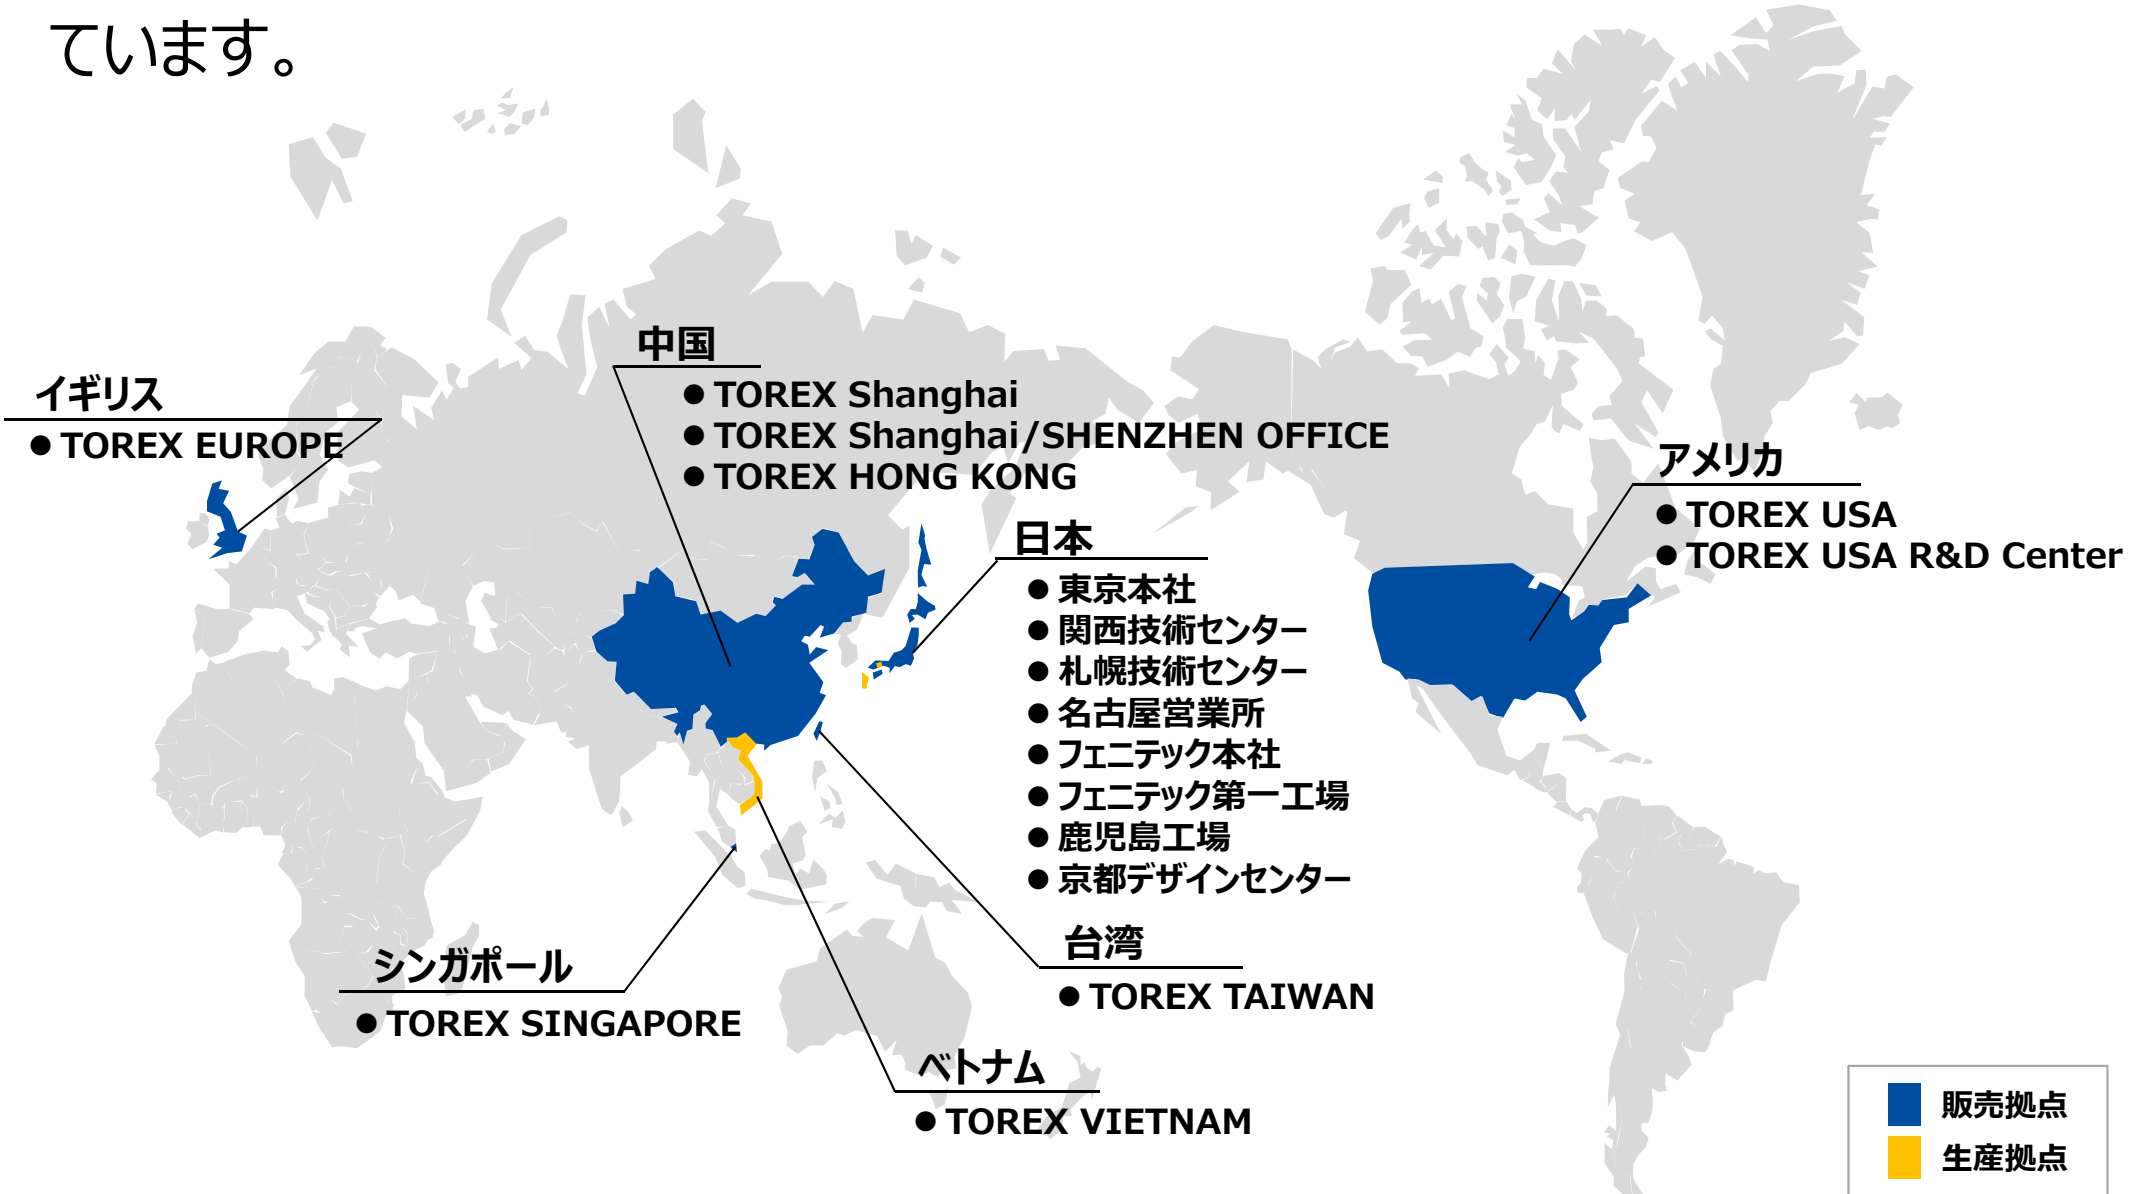 ています。
中国
● TOREX Shanghai
● TOREX Shanghai/SHENZHEN OFFICE
● TOREX HONG KONG
イギリス
● TOREX EUROPE
アメリカ
● TOREX USA
● TOREX USA R&D Center
日本
● 東京本社
● 関西技術センター
● 札幌技術センター
● 名古屋営業所
● フェニテック本社
● フェニテック第一工場
● 鹿児島工場
● 京都デザインセンター
台湾
● TOREX TAIWAN
シンガポール
● TOREX SINGAPORE
ベトナム
● TOREX VIETNAM
販売拠点
生産拠点